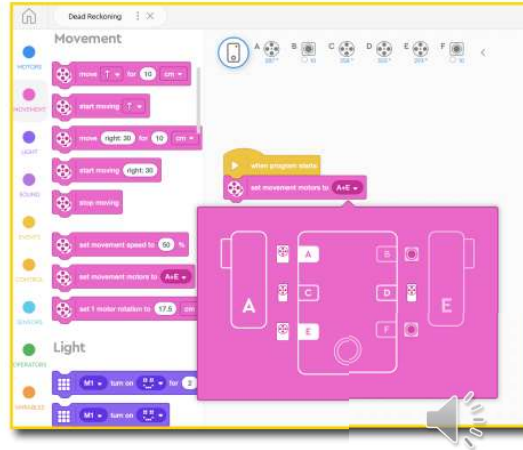 Dead Reckoning
Movement
A B C D E F
MOTORS
move ↑ for 10 cm
MOVEMENT
start moving ↑
LIGHT
move right: 30 for 10 cm
start moving right: 30
when program starts
SOUND
stop moving
set movement motors to A+E
EVENTS
set movement speed to 50 %
CONTROL
set movement motors to A+E
SENSORS
set 1 motor rotation to 17.5 cm
A
A B
C D
E F
E
Light
OPERATORS
M1 turn on for 2
VARIABLES
M1 turn on